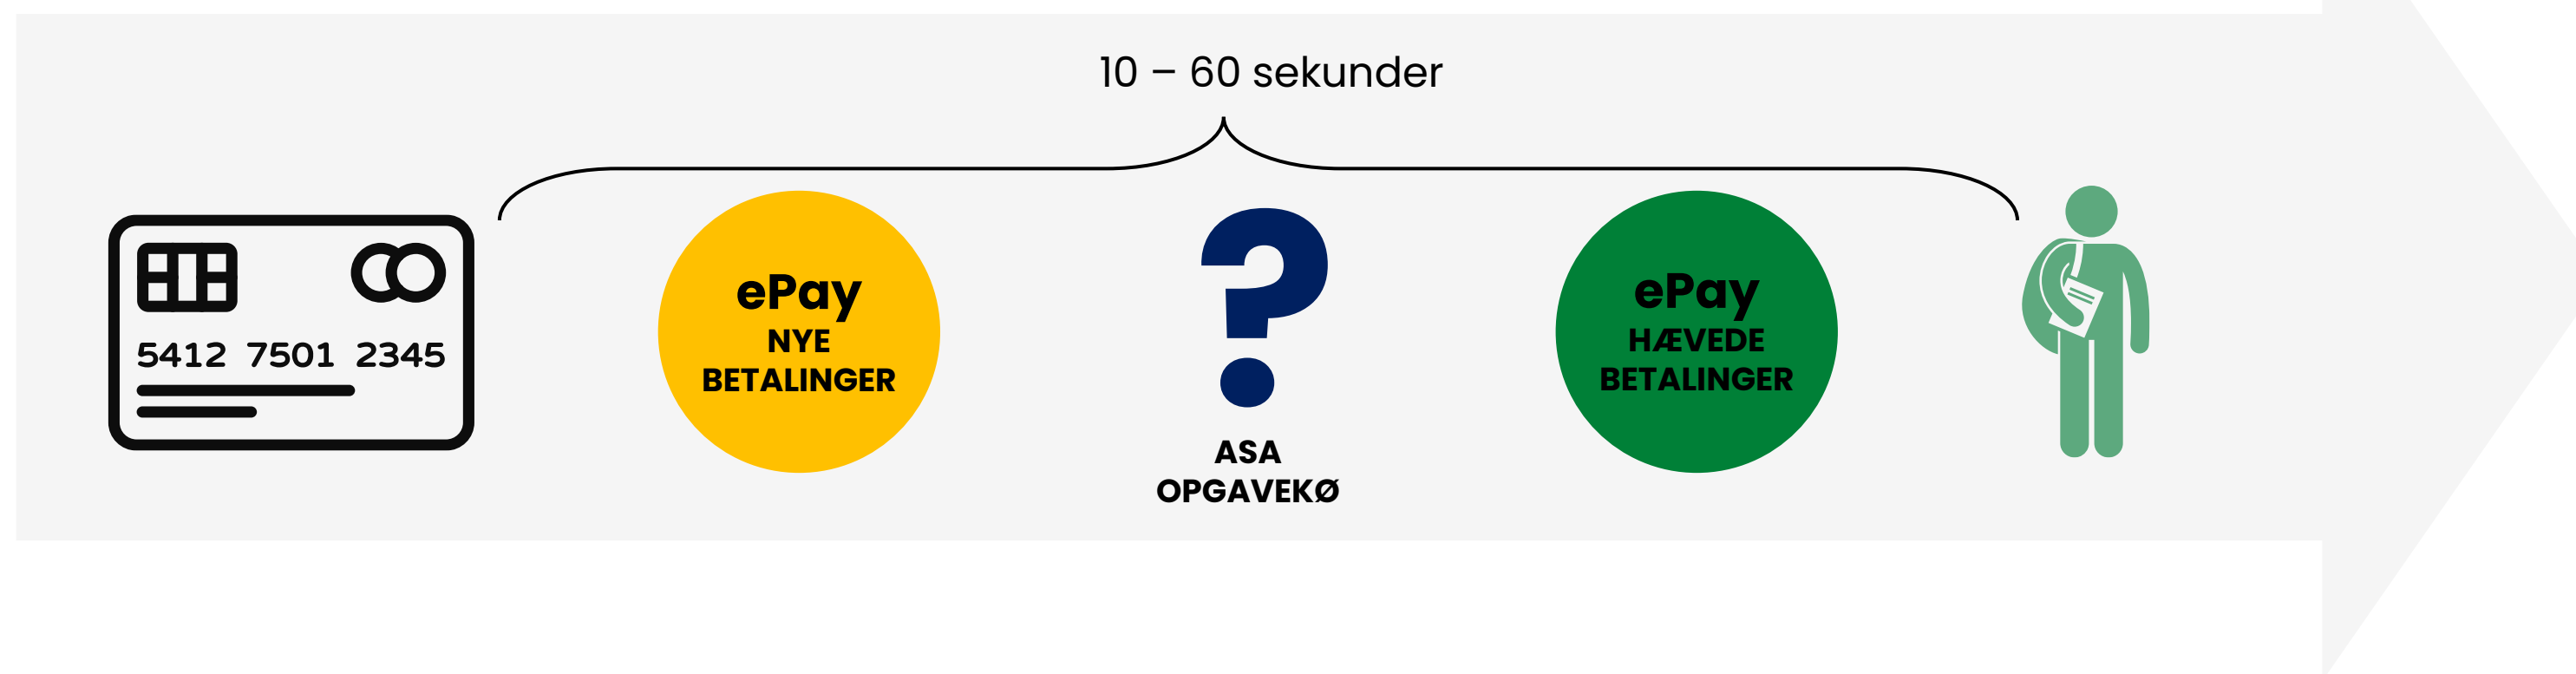 10 – 60 sekunder
5412 7501 2345
ePay
NYE
BETALINGER
ASA
OPGAVEKØ
ePay
HÆVEDE
BETALINGER